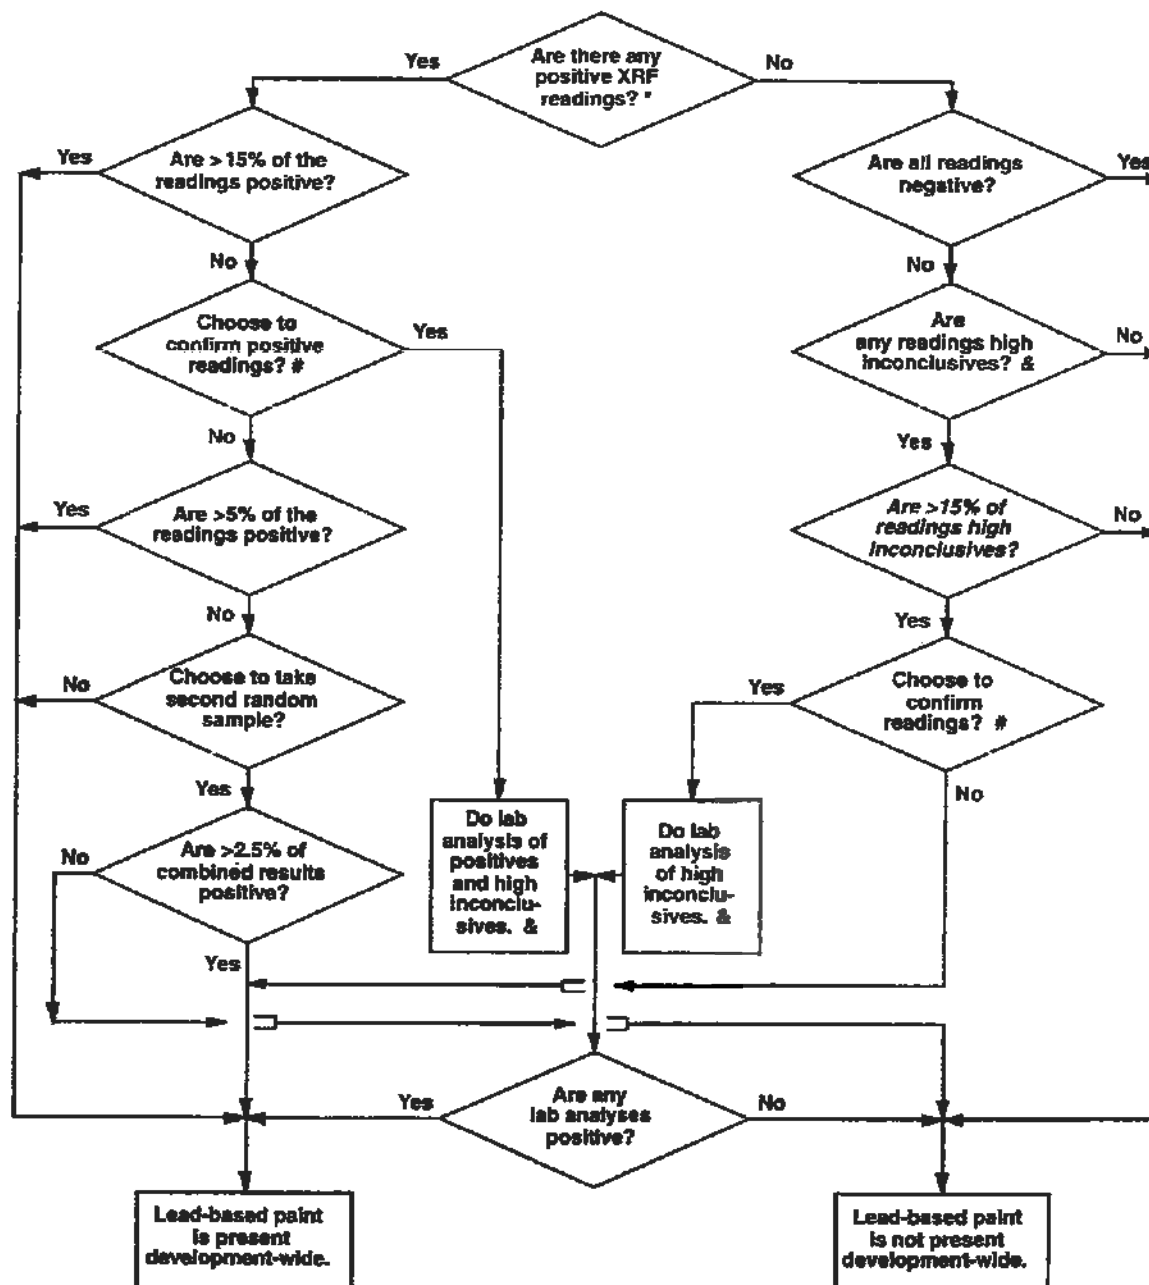 Are there any
positive XRF
readings? *
Yes
No
Are > 15% of the
readings positive?
Yes
No
Are all readings
negative?
Yes
No
Choose to
confirm positive
readings? #
Yes
No
Are
any readings high
inconclusives? &
No
Yes
Are >5% of the
readings positive?
Yes
No
Are >15% of
readings high
inconclusives?
No
Yes
Choose to take
second random
sample?
No
Yes
Choose to
confirm
readings? #
Yes
No
Are >2.5% of
combined results
positive?
No
Yes
Do lab
analysis of
positives
and high
inconclu-
sives. &
Do lab
analysis
of high
inconclu-
sives. &
Are any
lab analyses
positive?
Yes
No
Lead-based paint
is present
development-wide.
Lead-based paint
is not present
development-wide.